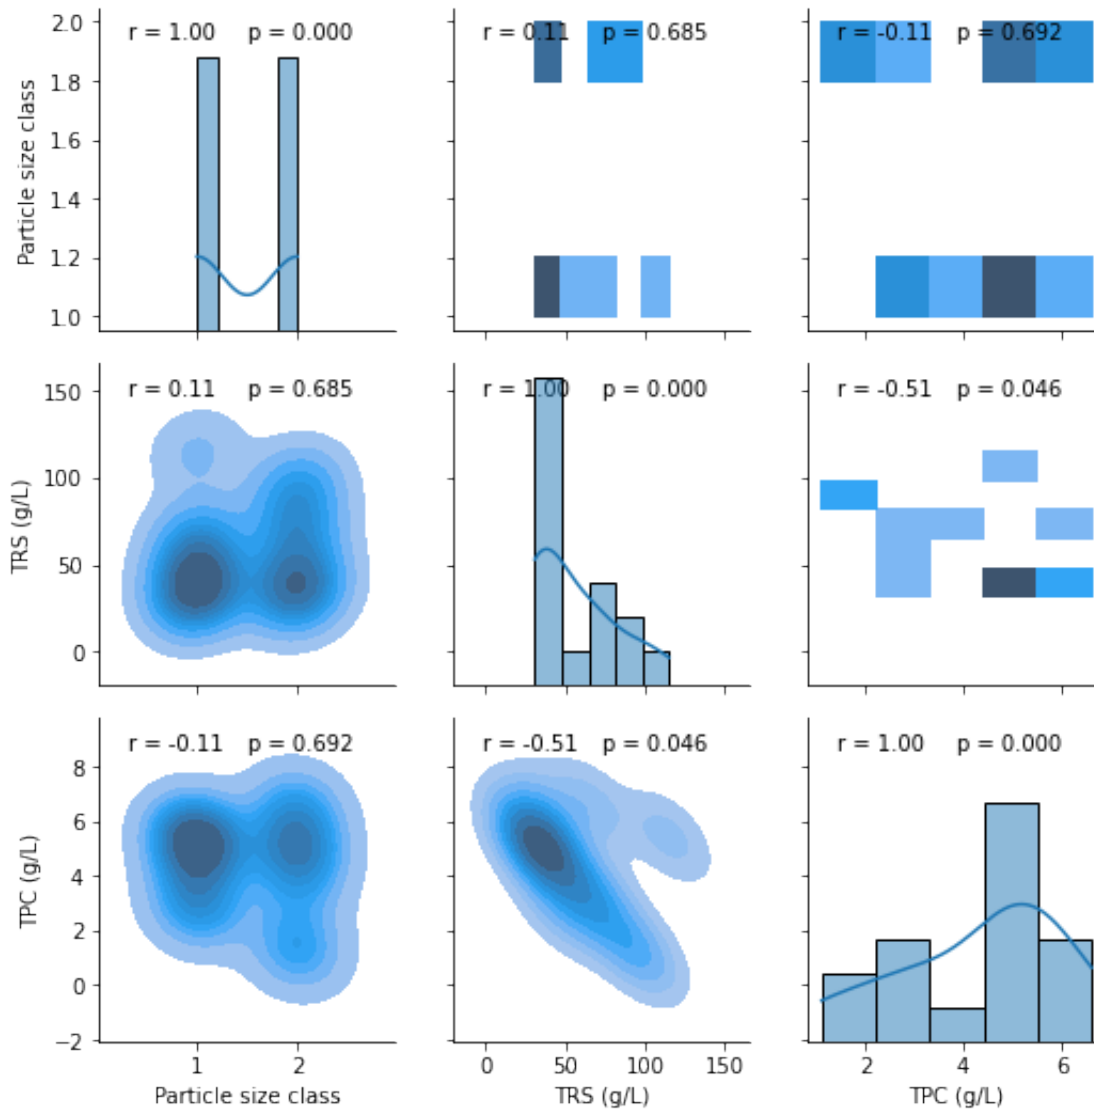 r = 1.00 p = 0.000
r = 0.11 p = 0.685
r = -0.11 p = 0.692
2.0
1.8
1.6
1.4
1.2
1.0
Particle size class
r = 0.11 p = 0.685
r = 1.00 p = 0.000
r = -0.51 p = 0.046
150
100
50
0
TRS (g/L)
r = -0.11 p = 0.692
r = -0.51 p = 0.046
r = 1.00 p = 0.000
8
6
4
2
0
−2
TPC (g/L)
1 2
0 50 100 150
2 4 6
Particle size class
TRS (g/L)
TPC (g/L)